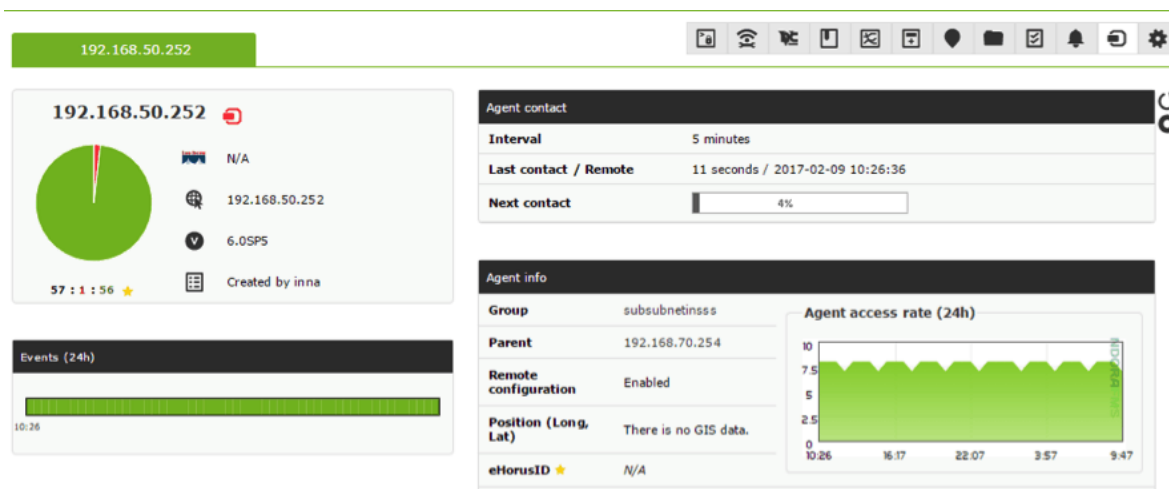 192.168.50.252
192.168.50.252
N/A
192.168.50.252
V
6.0SP5
Created by inna
57 : 1 : 56
Events (24h)
10:26
Agent contact
Interval 5 minutes
Last contact / Remote 11 seconds / 2017-02-09 10:26:36
Next contact 4%
Agent info
Group subsubnetinsss
Parent 192.168.70.254
Remote
configuration Enabled
Position (Long,
Lat) There is no GIS data.
eHorusID N/A
Agent access rate (24h)
10
7.5
5
2.5
0
10:26 16:17 22:07 3:57 9:47